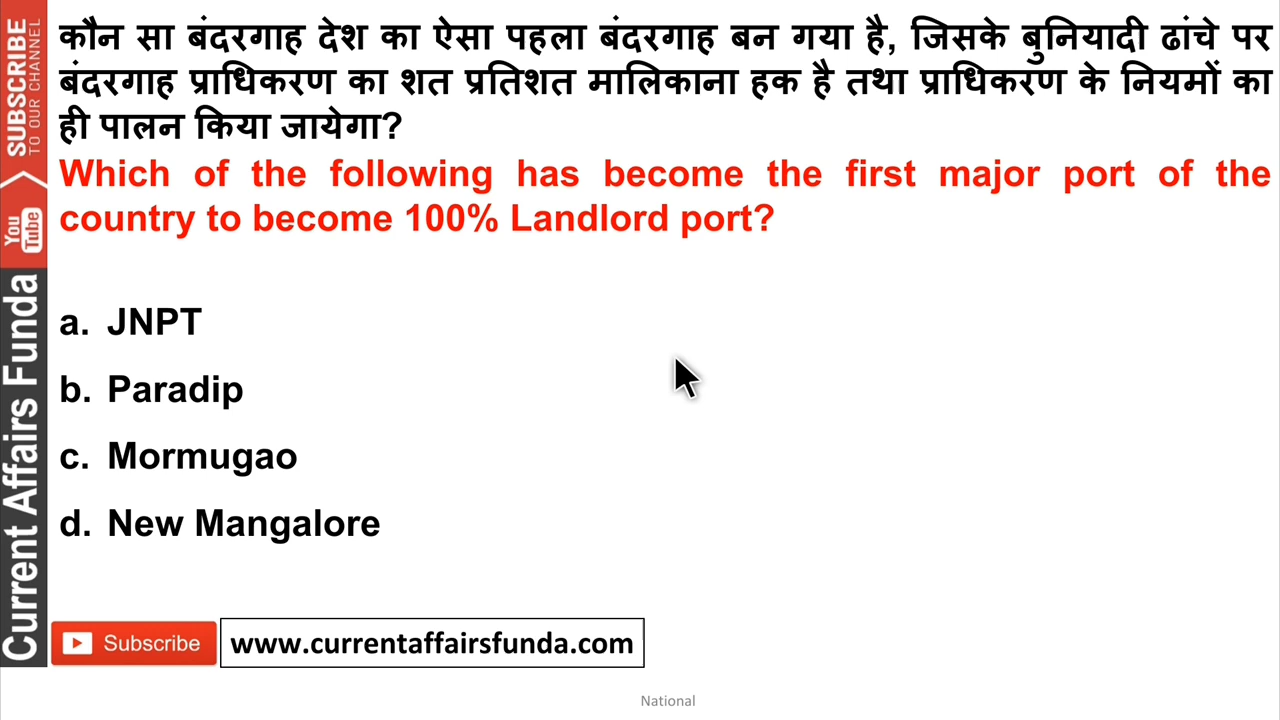 कौन सा बंदरगाह देश का ऐसा पहला बंदरगाह बन गया है, जिसके बुनियादी ढांचे पर
बंदरगाह प्राधिकरण का शत प्रतिशत मालिकाना हक है तथा प्राधिकरण के नियमों का
ही पालन किया जायेगा?
Which of the following has become the first major port of the
country to become 100% Landlord port?
a. JNPT
b. Paradip
c. Mormugao
d. New Mangalore
SUBSCRIBE
TO OUR CHANNEL
You
Tube
Current Affairs Funda
Subscribe
www.currentaffairsfunda.com
National